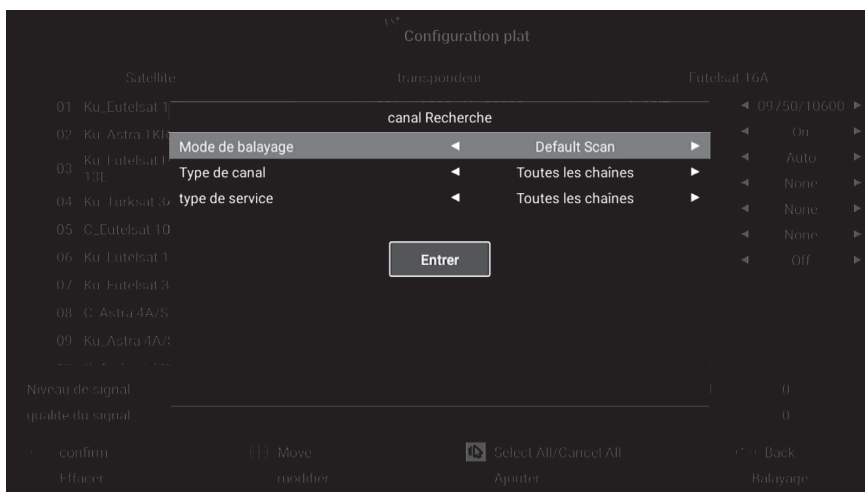 Configuration plat
Satellite transpondeur Eutelsat 16A
01 Ku_Eutelsat 1 ◀ 09750/10600 ▶
canal Recherche
02 Ku_Astra 1KR ◀ On ▶
Mode de balayage ◀ Default Scan ▶
03 Ku_Eutelsat 13E ◀ Auto ▶
Type de canal ◀ Toutes les chaînes ▶
◀ None ▶
04 Ku_Turksat 3A ◀ None ▶
type de service ◀ Toutes les chaînes ▶
05 C_Eutelsat 10 ◀ None ▶
06 Ku_Eutelsat 1 ◀ Off ▶
Entrer
07 Ku_Eutelsat 3
08 C_Astra 4A/S
09 Ku_Astra 4A/
Niveau de signal 0
qualité du signal 0
confirm Move Select All/Cancel All Back
Effacer modifier Ajouter Balayage